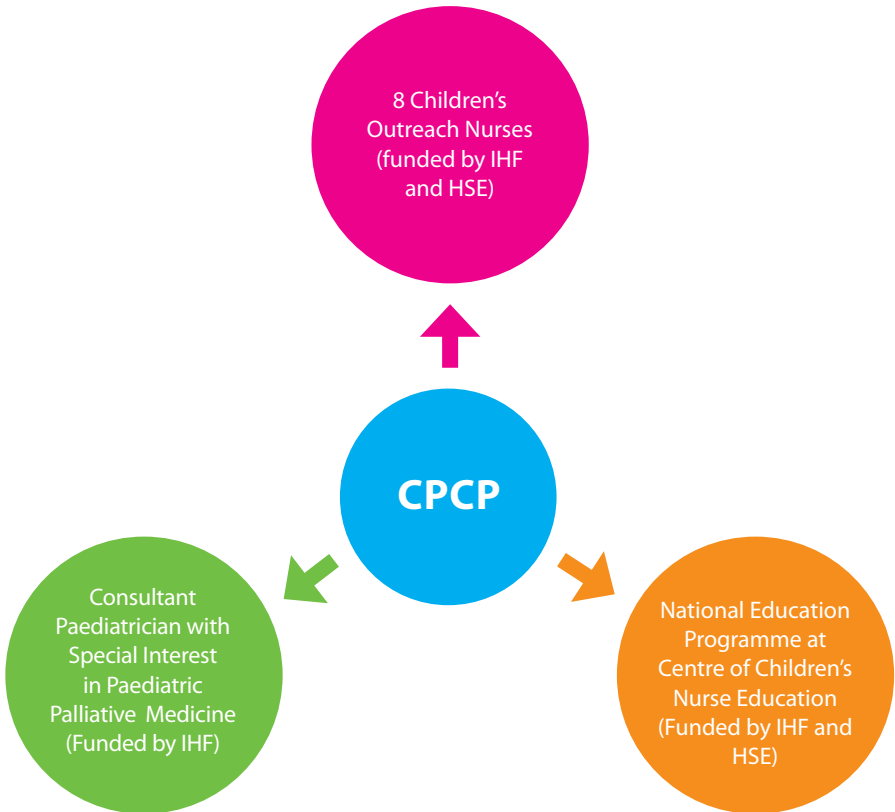 8 Children’s
Outreach Nurses
(funded by IHF
and HSE)
CPCP
Consultant
Paediatrician with
Special Interest
in Paediatric
Palliative Medicine
(Funded by IHF)
National Education
Programme at
Centre of Children’s
Nurse Education
(Funded by IHF and
HSE)